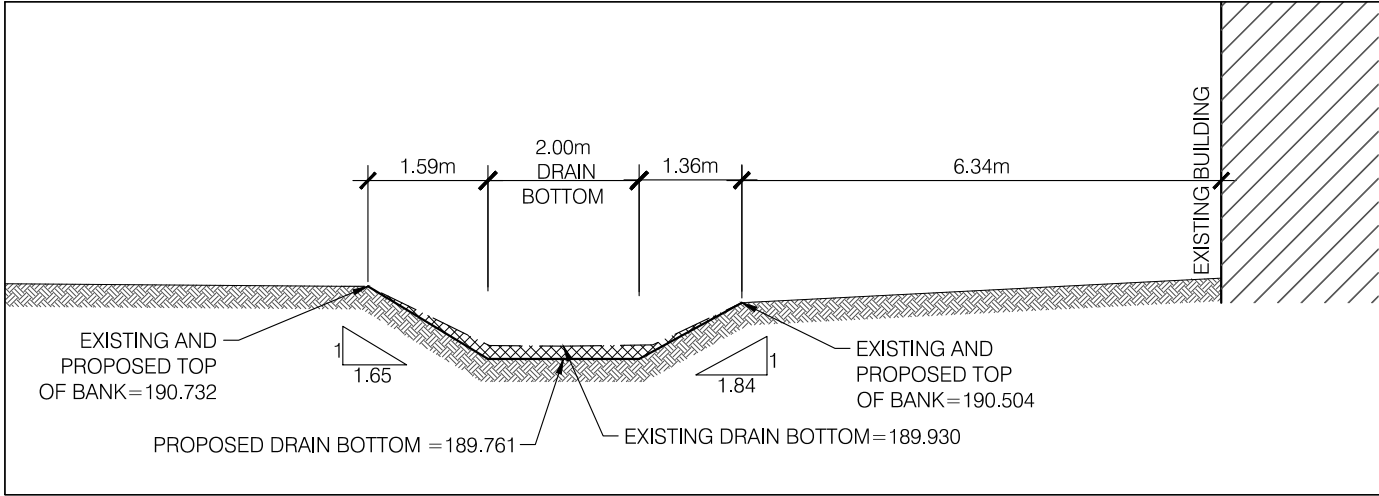 1.59m
2.00m
DRAIN
BOTTOM
1.36m
6.34m
EXISTING BUILDING
EXISTING AND
PROPOSED TOP
OF BANK=190.732
1
1.65
1
1.84
EXISTING AND
PROPOSED TOP
OF BANK=190.504
PROPOSED DRAIN BOTTOM =189.761
EXISTING DRAIN BOTTOM=189.930